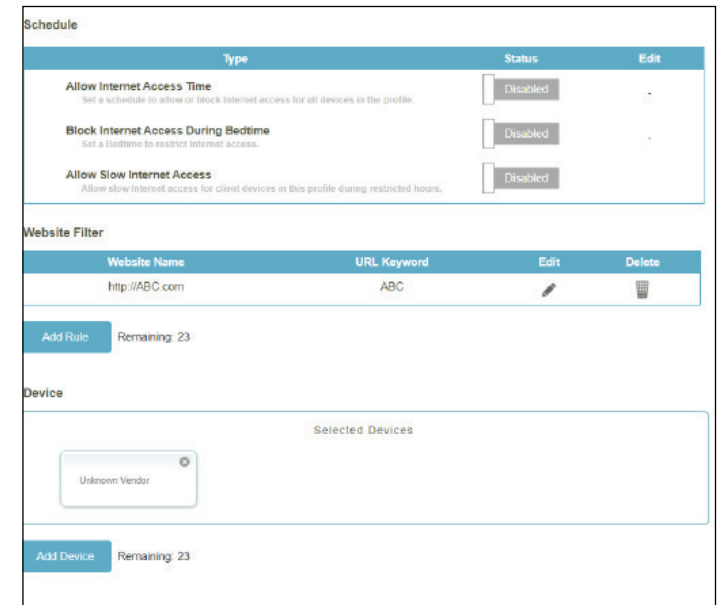 Schedule
Type Status Edit
Allow Internet Access Time Disabled -
Set a schedule to allow or block Internet access for all devices in the profile.
Block Internet Access During Bedtime Disabled -
Set a Bedtime to restrict Internet access.
Allow Slow Internet Access Disabled
Allow slow Internet access for client devices in this profile during restricted hours.
Website Filter
Website Name URL Keyword Edit Delete
http://ABC.com ABC
Add Rule Remaining: 23
Device
Selected Devices
Unknown Vendor
Add Device Remaining: 23